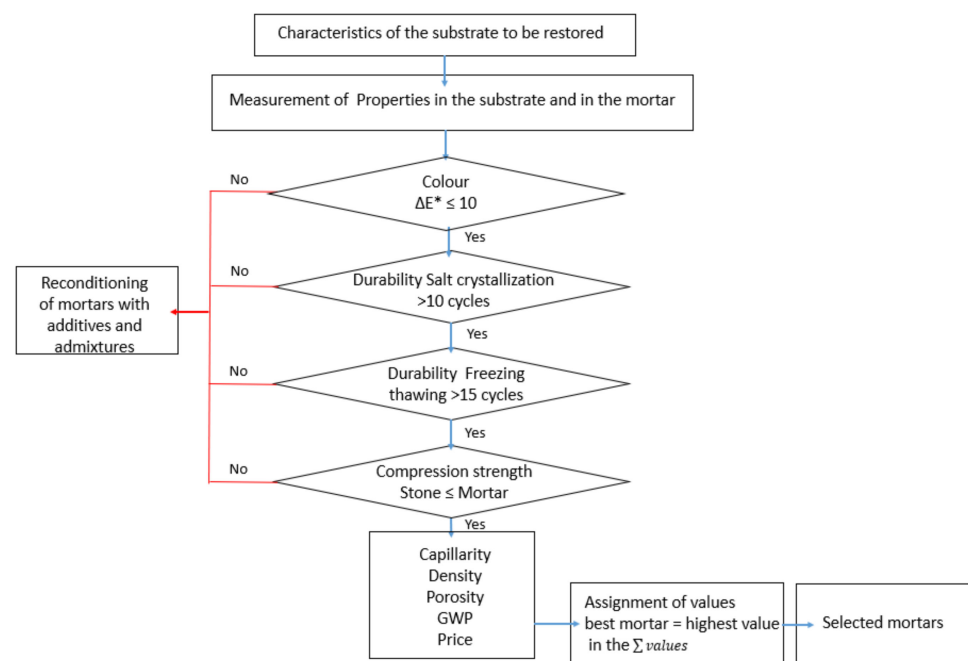 Characteristics of the substrate to be restored
Measurement of Properties in the substrate and in the mortar
No
Colour
ΔE* ≤ 10
Yes
No
Durability Salt crystallization
>10 cycles
Reconditioning
of mortars with
additives and
admixtures
Yes
No
Durability Freezing
thawing >15 cycles
Yes
No
Compression strength
Stone ≤ Mortar
Yes
Capillarity
Density
Porosity
GWP
Price
Assignment of values
best mortar = highest value
in the ∑ values
Selected mortars